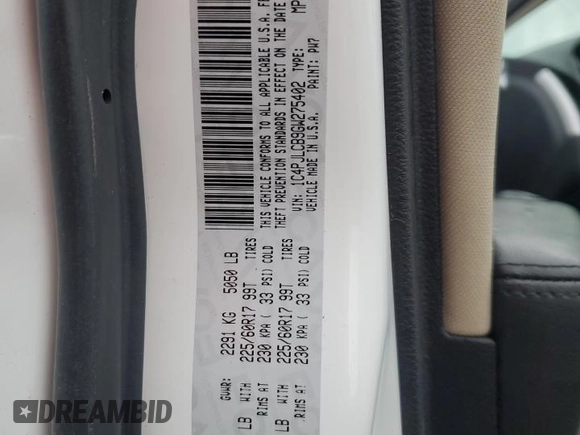 GVWR: 2291 KG 5050 LB
LB WITH 225/60R17 99T TIRES
RIMS AT 230 KPA ( 33 PSI) COLD
LB WITH 225/60R17 99T TIRES
RIMS AT 230 KPA ( 33 PSI) COLD
THIS VEHICLE CONFORMS TO ALL APPLICABLE U.S.A. FE
THEFT PREVENTION STANDARDS IN EFFECT ON THE DATE
VIN: 1C4PJLCB9GW275402 TYPE: MP
VEHICLE MADE IN U.S.A. PAINT: PW7
DREAMBID